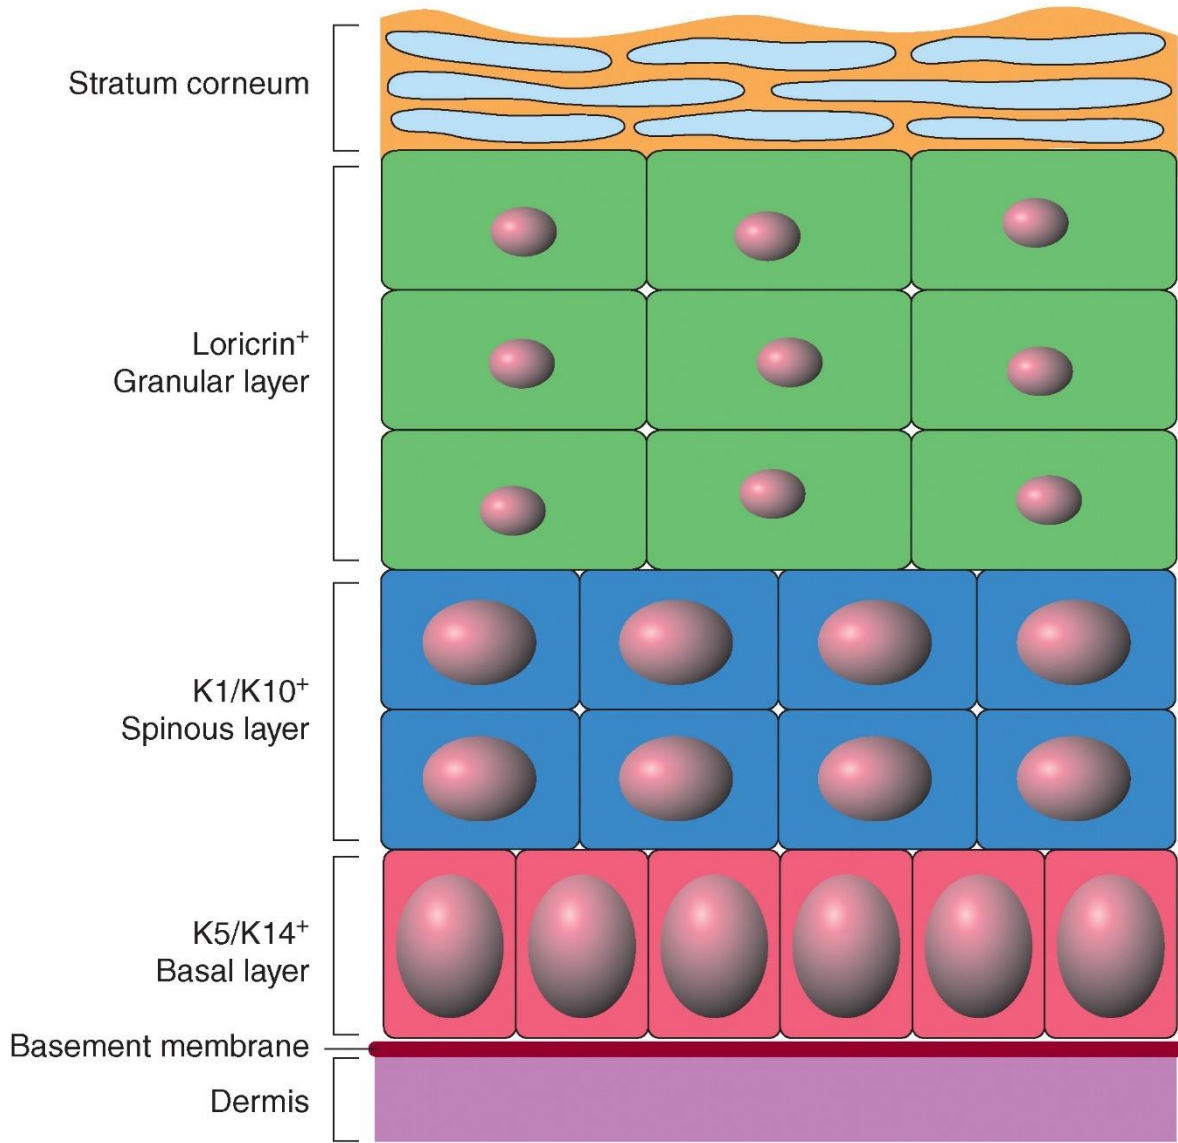 Stratum corneum
Loricrin⁺
Granular layer
K1/K10⁺
Spinous layer
K5/K14⁺
Basal layer
Basement membrane
Dermis